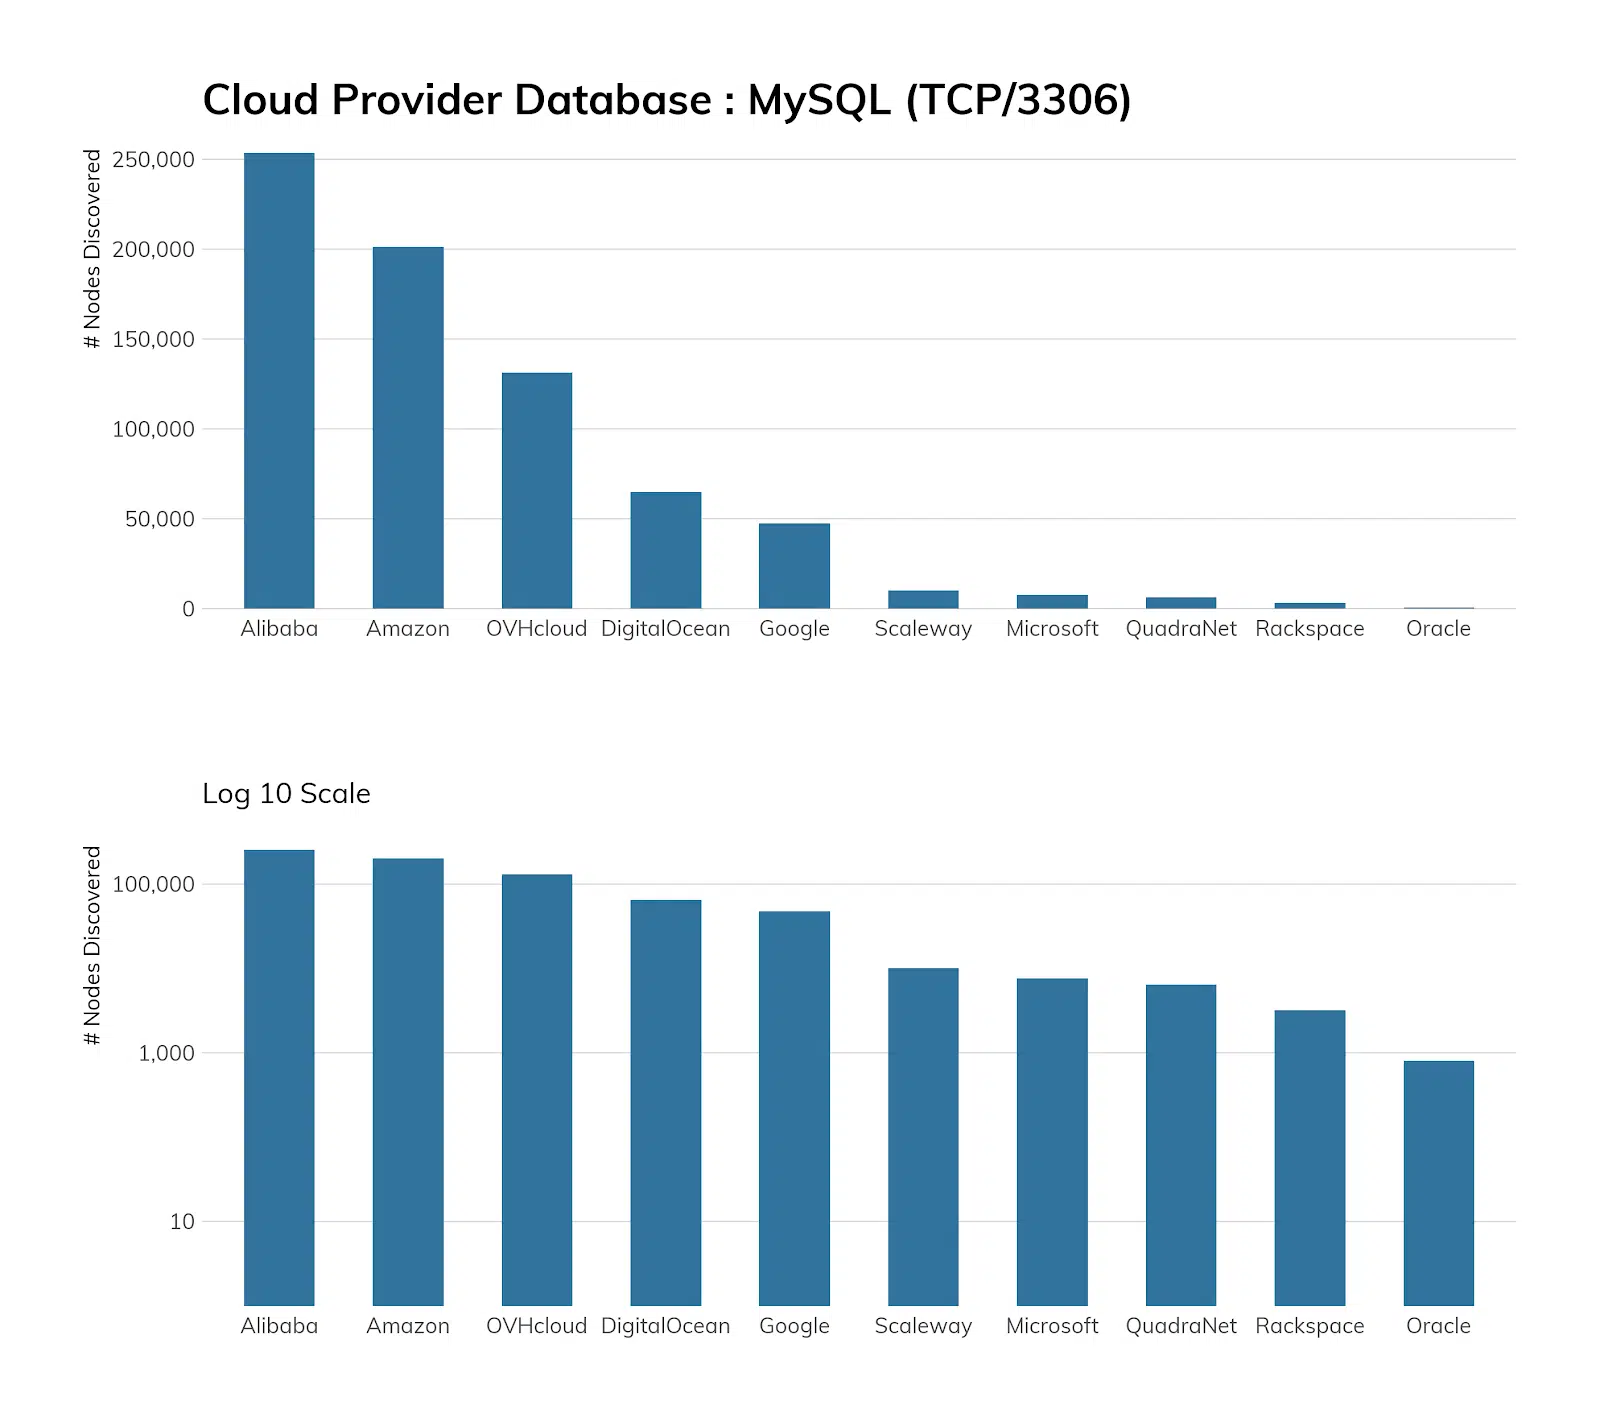 Cloud Provider Database : MySQL (TCP/3306)
# Nodes Discovered
250,000
200,000
150,000
100,000
50,000
0
Alibaba Amazon OVHcloud DigitalOcean Google Scaleway Microsoft QuadraNet Rackspace Oracle
Log 10 Scale
# Nodes Discovered
100,000
1,000
10
Alibaba Amazon OVHcloud DigitalOcean Google Scaleway Microsoft QuadraNet Rackspace Oracle